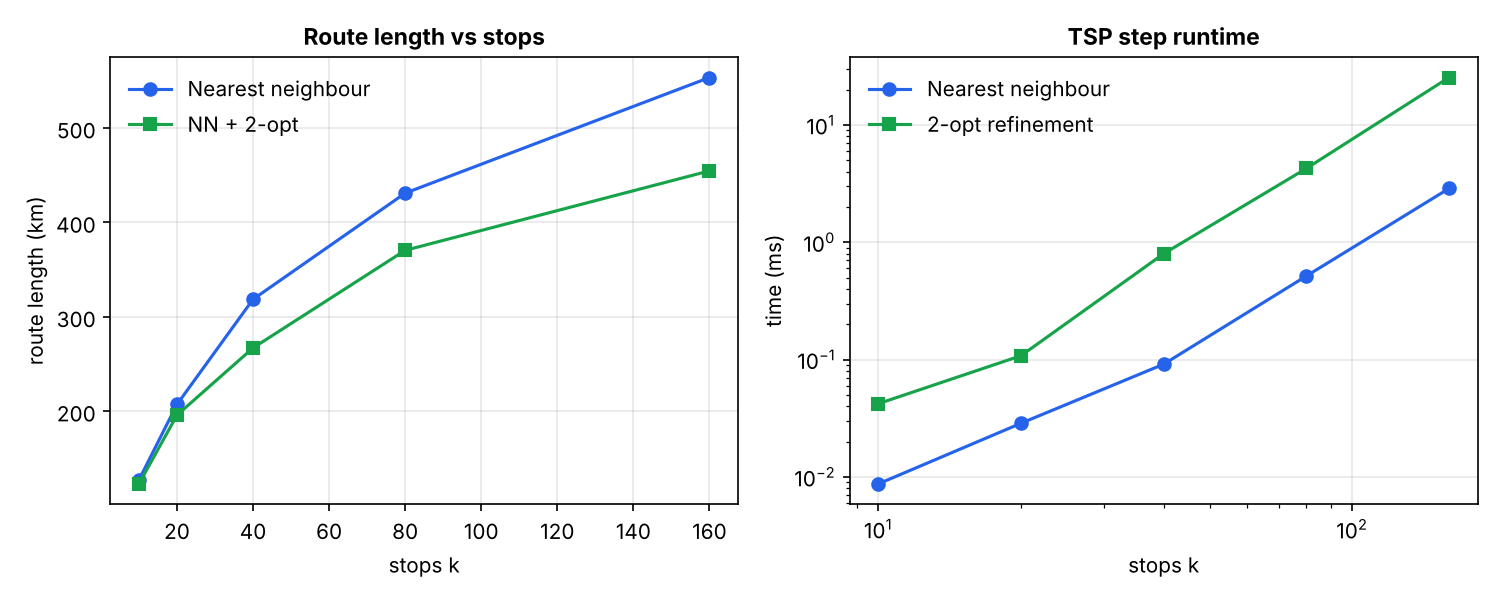 Route length vs stops
Nearest neighbour
NN + 2-opt
route length (km)
500
400
300
200
20 40 60 80 100 120 140 160
stops k
TSP step runtime
Nearest neighbour
2-opt refinement
time (ms)
10¹
10⁰
10⁻¹
10⁻²
10¹ 10²
stops k